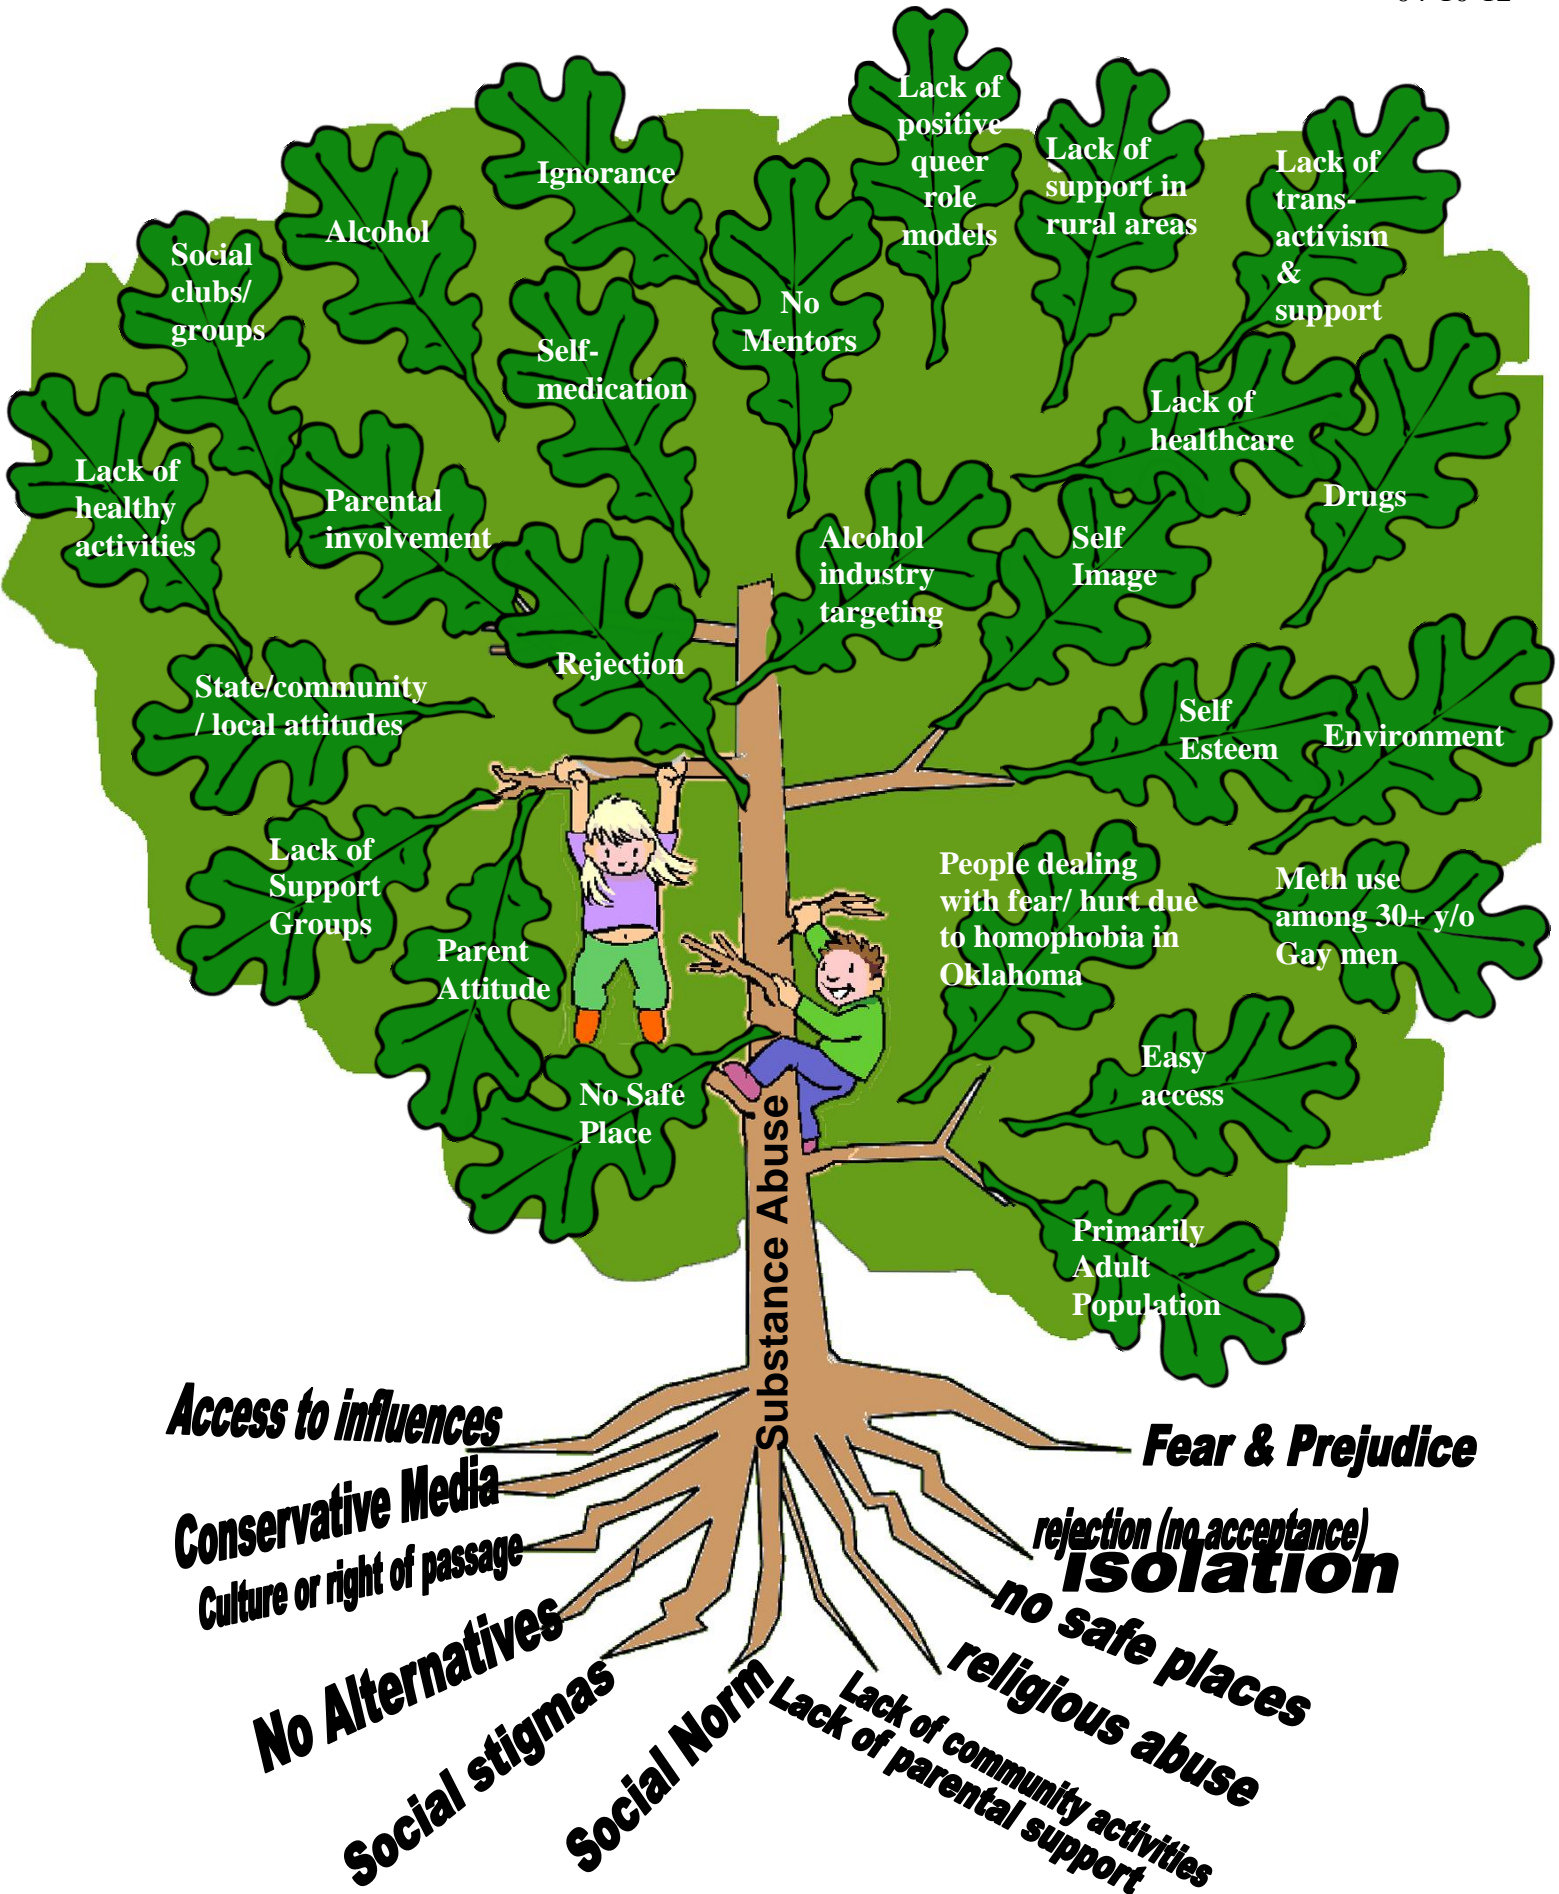 Lack of
positive
queer
role
models
Lack of
support in
rural areas
Lack of
trans-
activism
&
support
Ignorance
Alcohol
Social
clubs/
groups
No
Mentors
Self-
medication
Lack of
healthcare
Drugs
Lack of
healthy
activities
Parental
involvement
Alcohol
industry
targeting
Self
Image
Rejection
State/community
/ local attitudes
Self
Esteem
Environment
Lack of
Support
Groups
Parent
Attitude
People dealing
with fear/ hurt due
to homophobia in
Oklahoma
Meth use
among 30+ y/o
Gay men
No Safe
Place
Easy
access
Primarily
Adult
Population
Substance Abuse
Access to influences
Conservative Media
Culture or right of passage
No Alternatives
Social stigmas
Social Norm
Lack of parental support
Lack of community activities
religious abuse
no safe places
isolation
rejection (no acceptance)
Fear & Prejudice